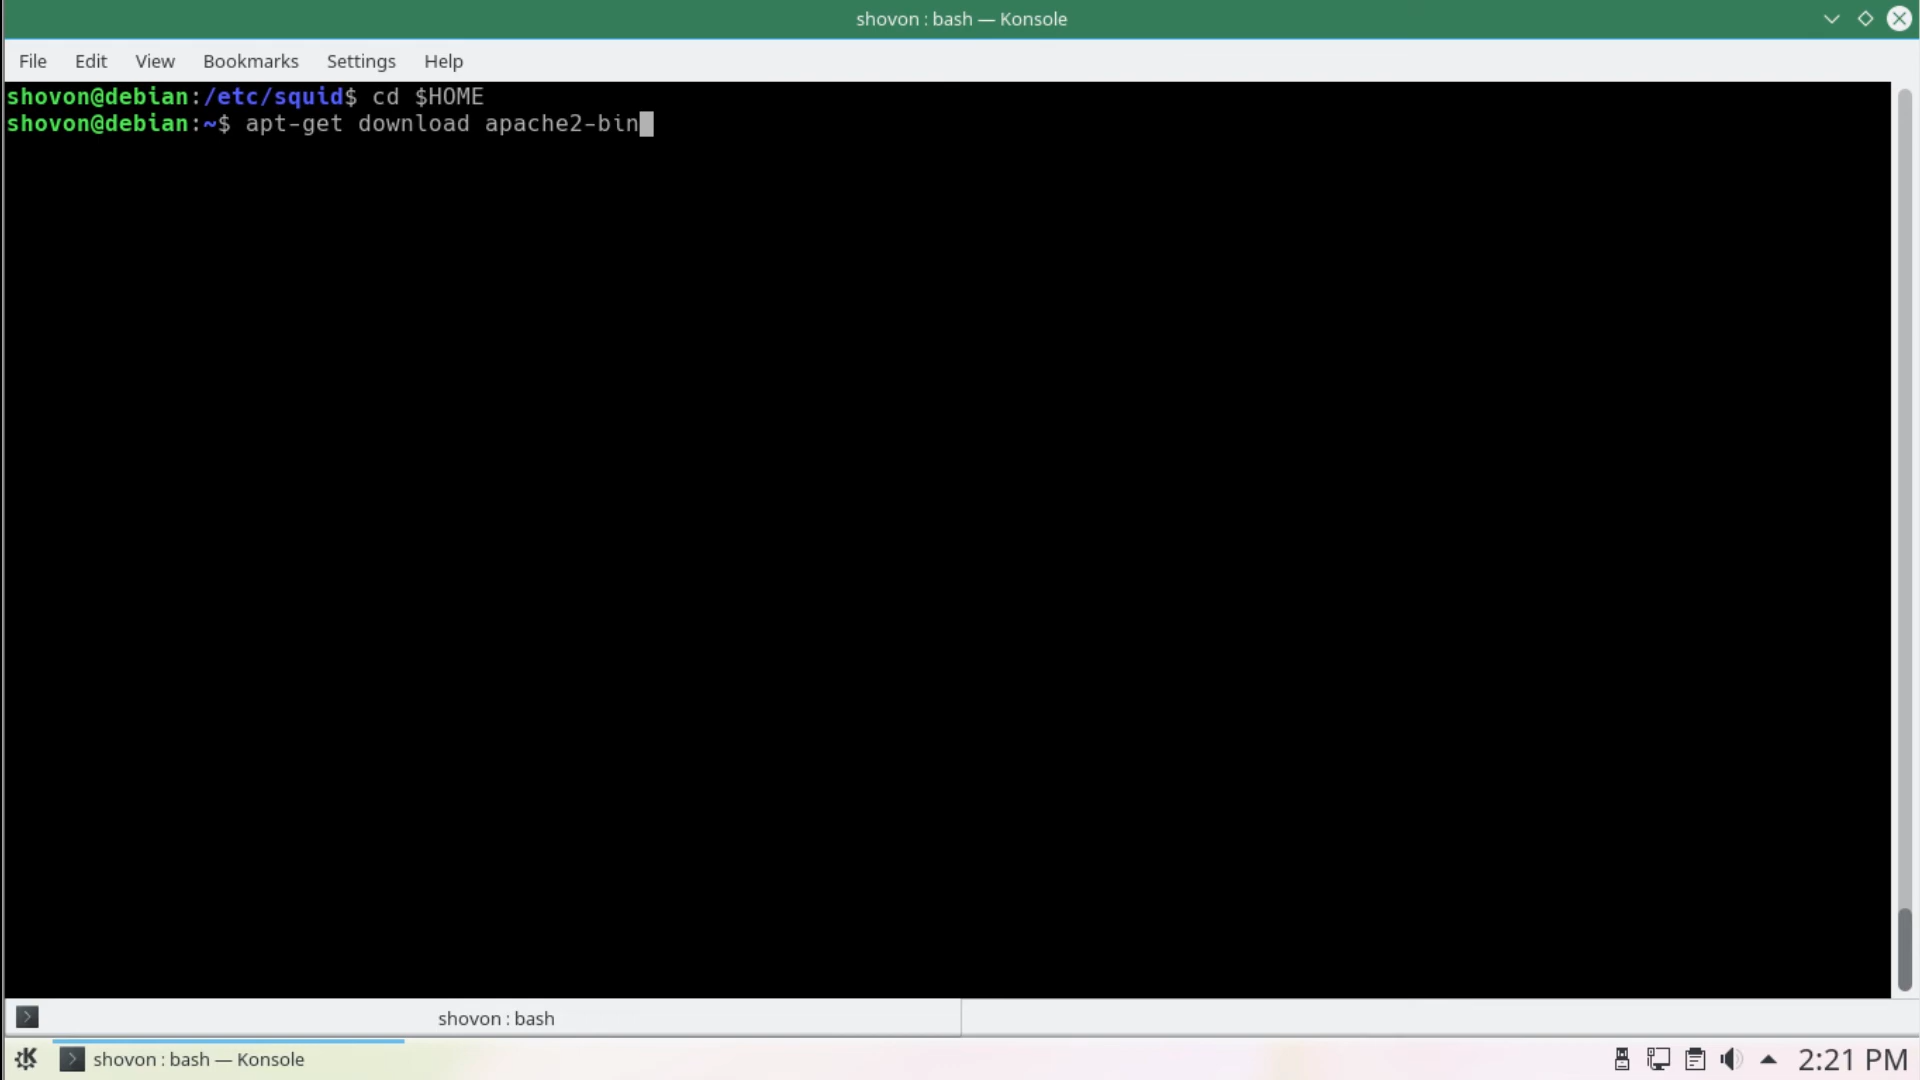 shovon : bash — Konsole
File Edit View Bookmarks Settings Help
shovon@debian:/etc/squid$ cd $HOME
shovon@debian:~$ apt-get download apache2-bin
shovon : bash
shovon : bash — Konsole
2:21 PM